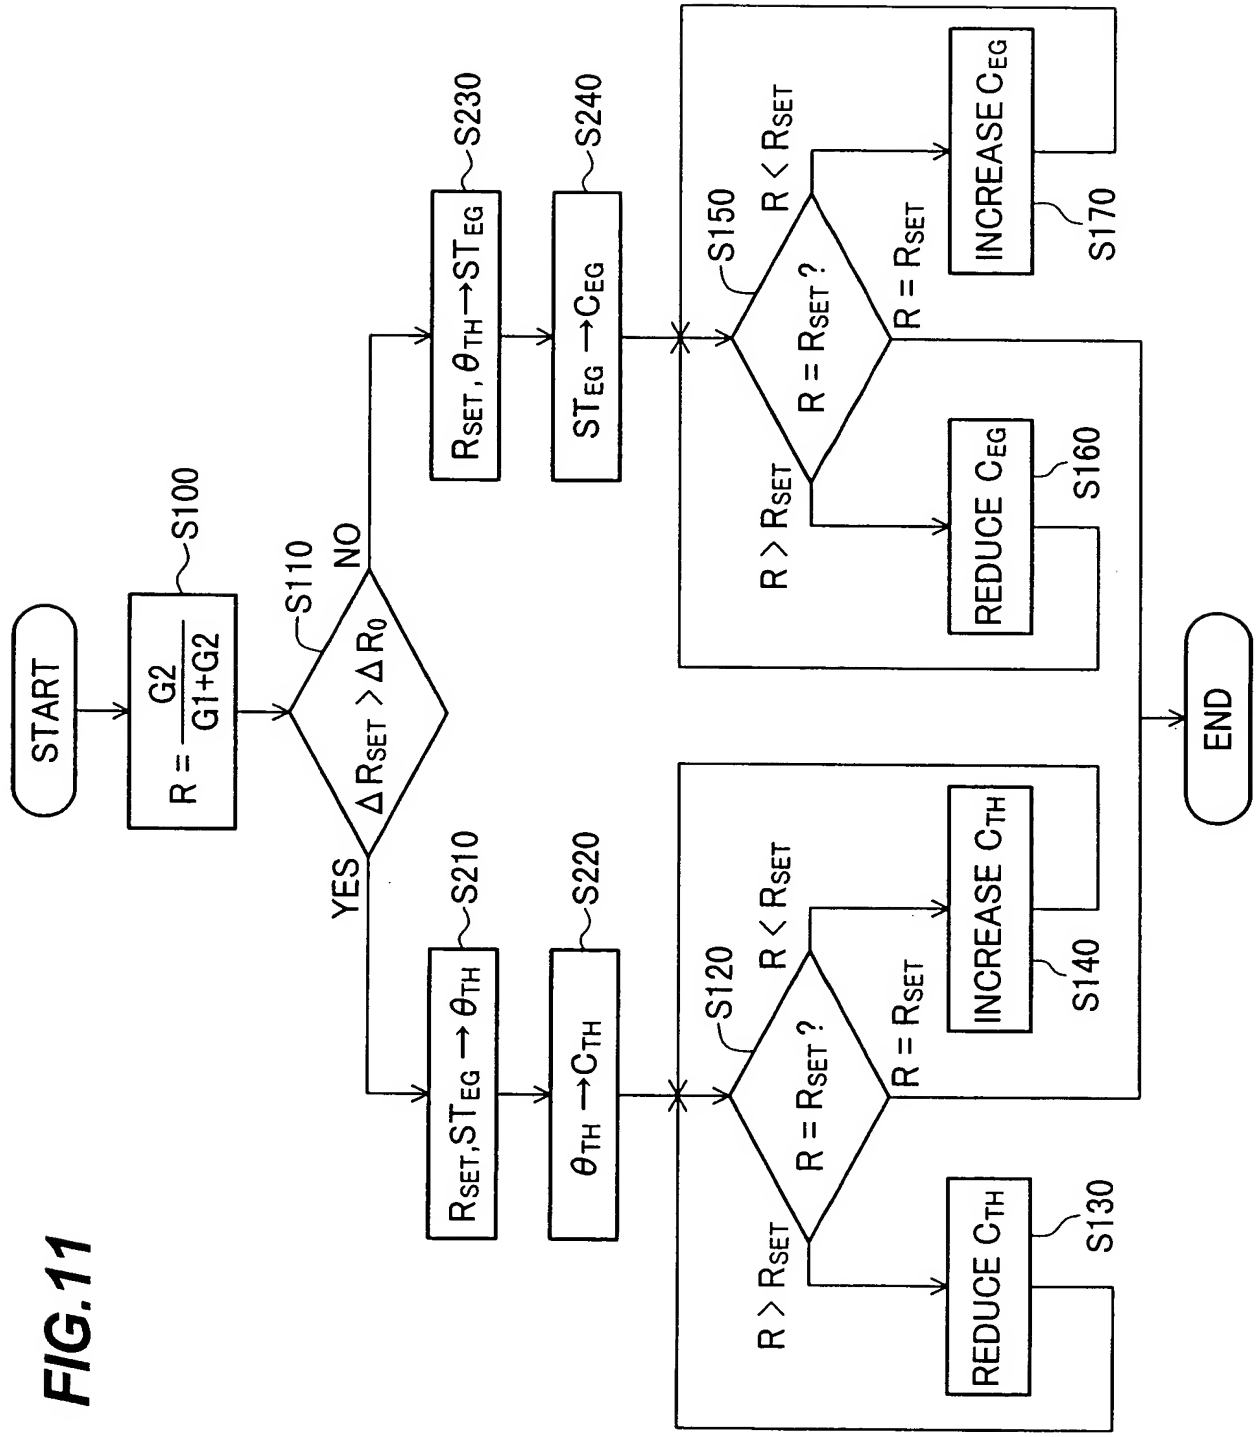 FIG.11
START
R = G2 / G1+G2
S100
S110
ΔRSET > ΔR0
YES
NO
RSET, STEG → θTH
S210
RSET, θTH → STEG
S230
θTH → CTH
S220
STEG → CEG
S240
S120
R = RSET?
R > RSET
R < RSET
R = RSET
REDUCE CTH
S130
INCREASE CTH
S140
S150
R = RSET?
R > RSET
R < RSET
R = RSET
REDUCE CEG
S160
INCREASE CEG
S170
END